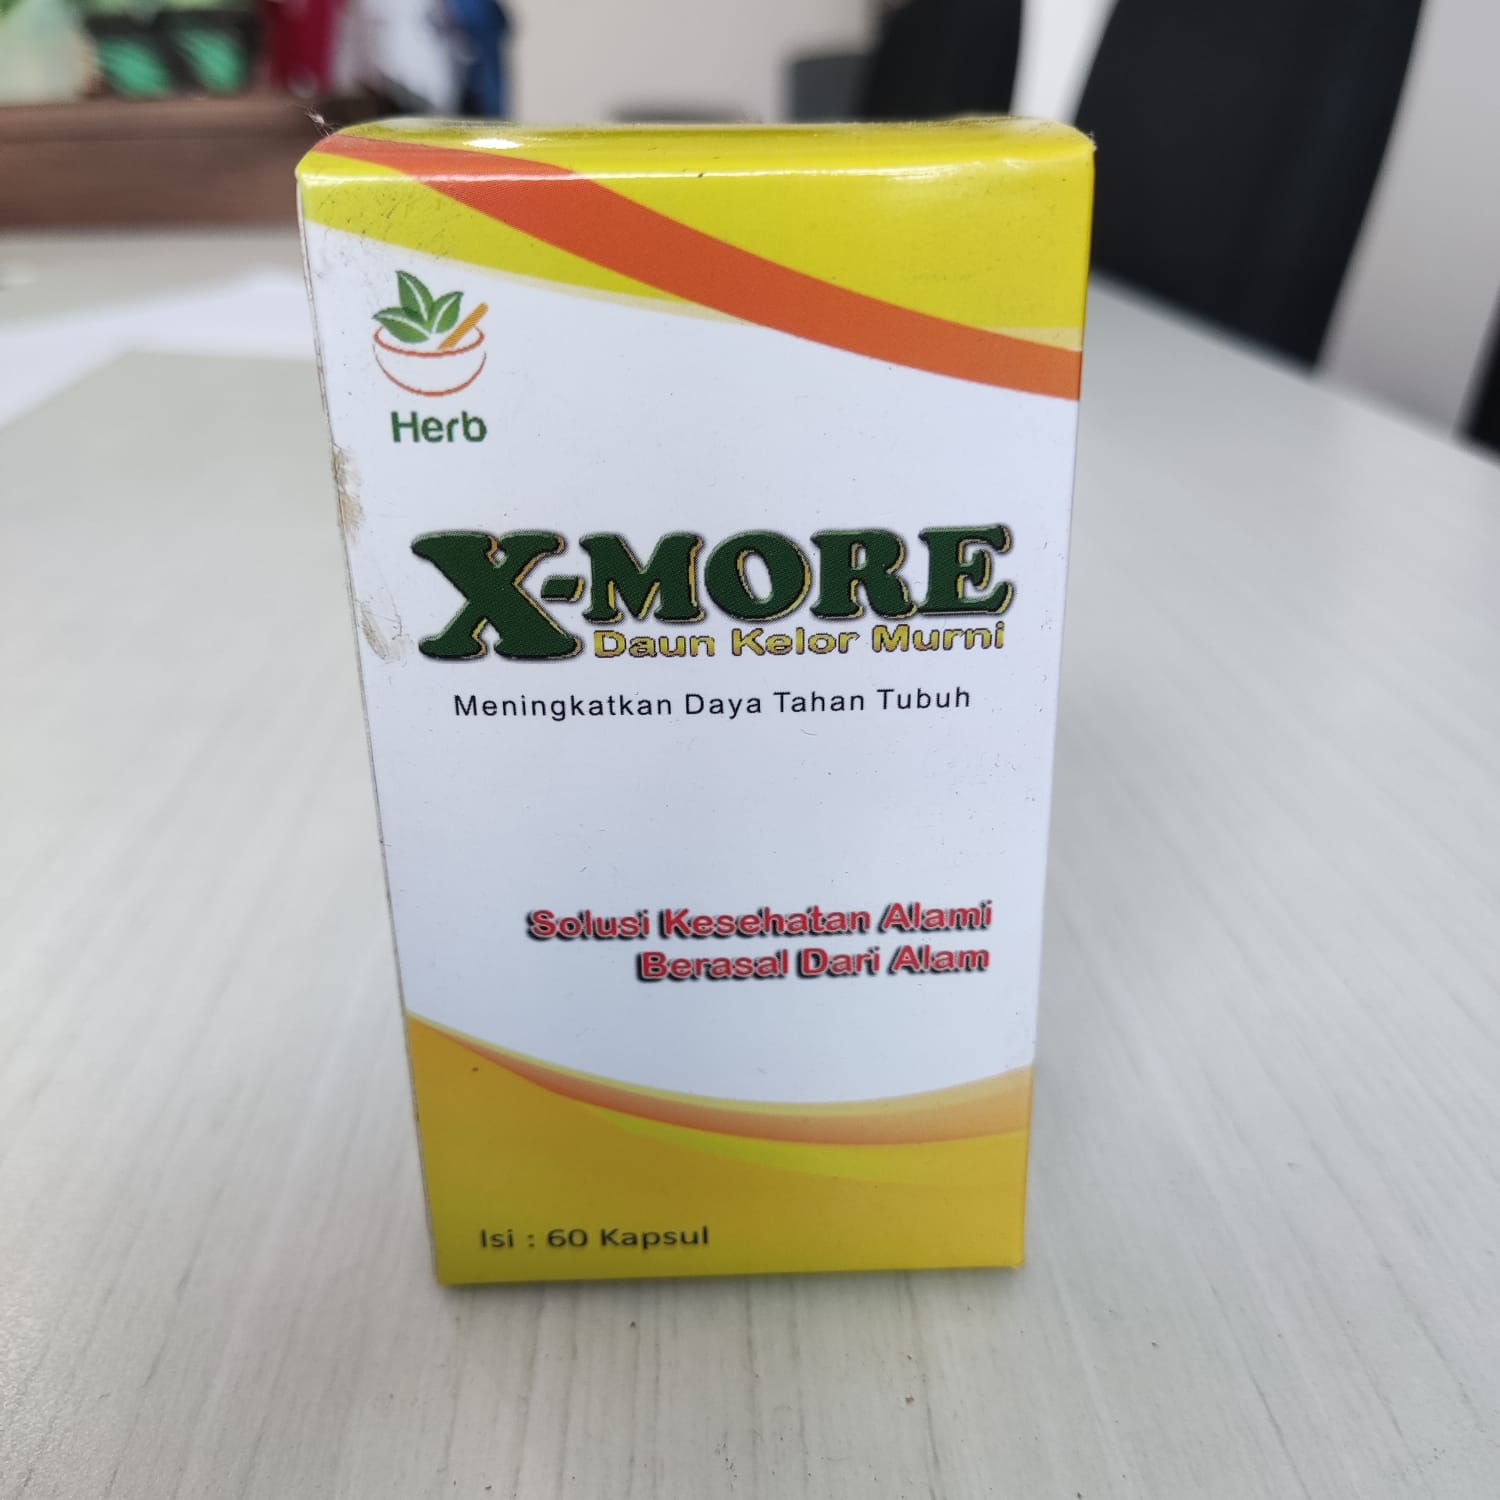 Herb
X-MORE
Daun Kelor Murni
Meningkatkan Daya Tahan Tubuh
Solusi Kesehatan Alami
Berasal Dari Alam
Isi : 60 Kapsul